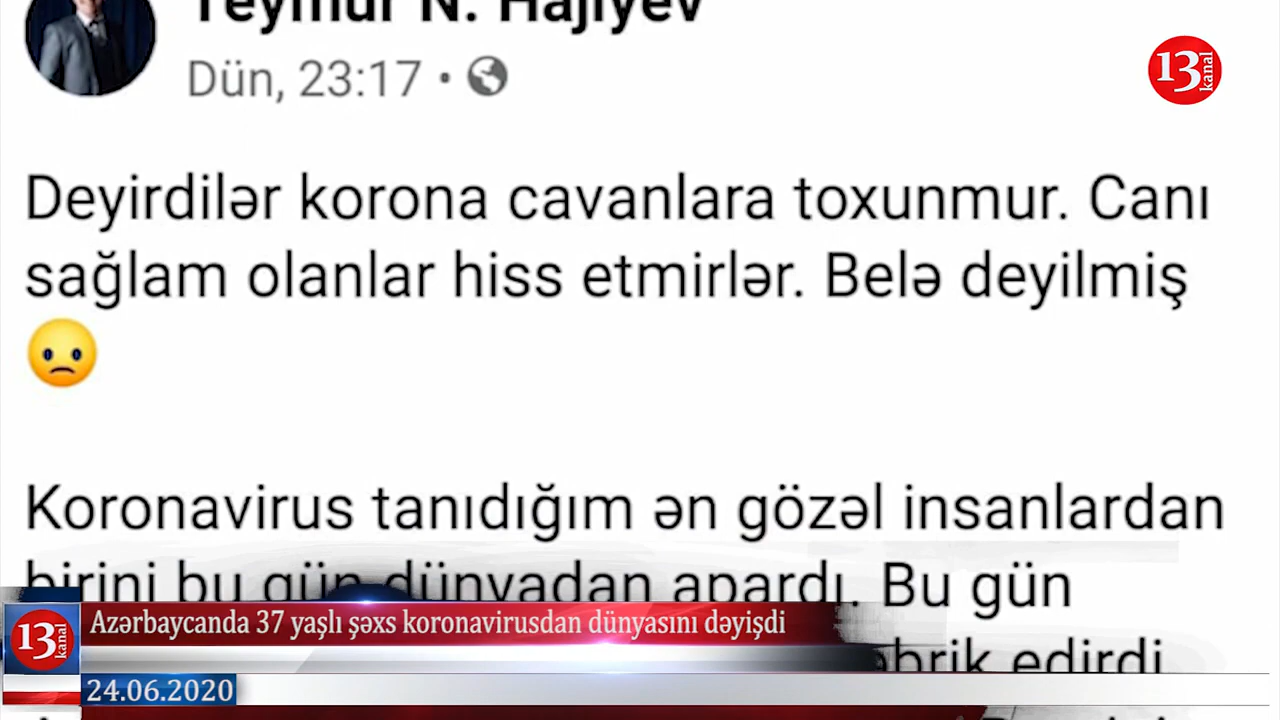 Teymur N. Hajiyev
Dün, 23:17 •
13 kanal
Deyirdilər korona cavanlara toxunmur. Canı
sağlam olanlar hiss etmirlər. Belə deyilmiş
Koronavirus tanıdığım ən gözəl insanlardan
birini bu gün dünyadan apardı. Bu gün
edirdi
Azərbaycanda 37 yaşlı şəxs koronavirusdan dünyasını dəyişdi
13 kanal
24.06.2020